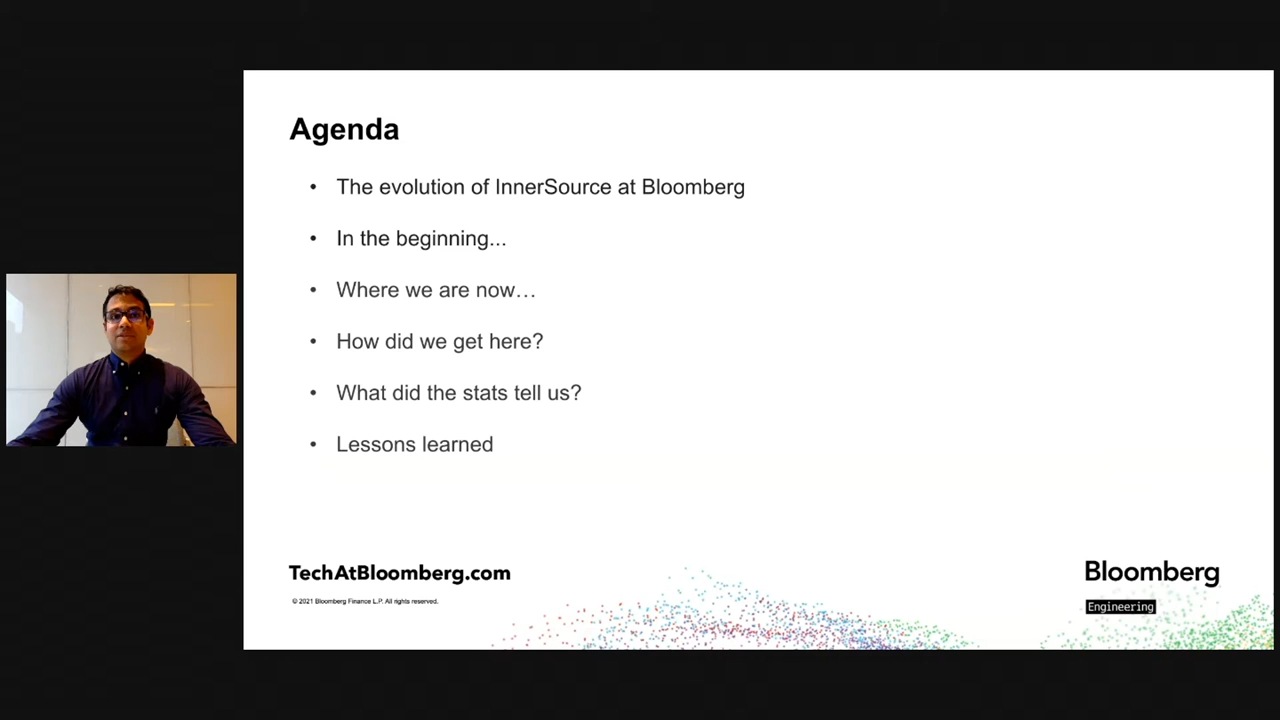 Agenda
• The evolution of InnerSource at Bloomberg
• In the beginning...
• Where we are now…
• How did we get here?
• What did the stats tell us?
• Lessons learned
TechAtBloomberg.com
© 2021 Bloomberg Finance L.P. All rights reserved.
Bloomberg
Engineering